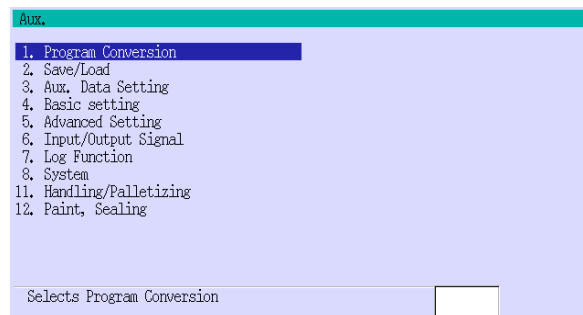 Aux.
1. Program Conversion
2. Save/Load
3. Aux. Data Setting
4. Basic setting
5. Advanced Setting
6. Input/Output Signal
7. Log Function
8. System
11. Handling/Palletizing
12. Paint, Sealing
Selects Program Conversion